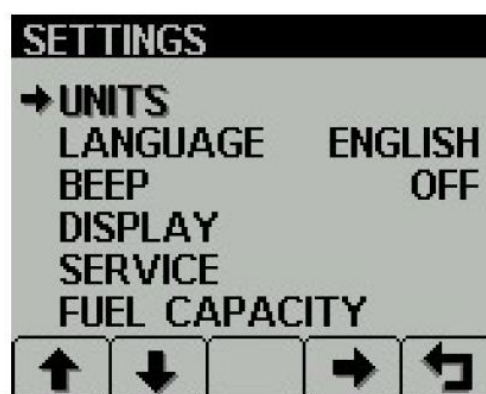 SETTINGS
UNITS
LANGUAGE ENGLISH
BEEP OFF
DISPLAY
SERVICE
FUEL CAPACITY